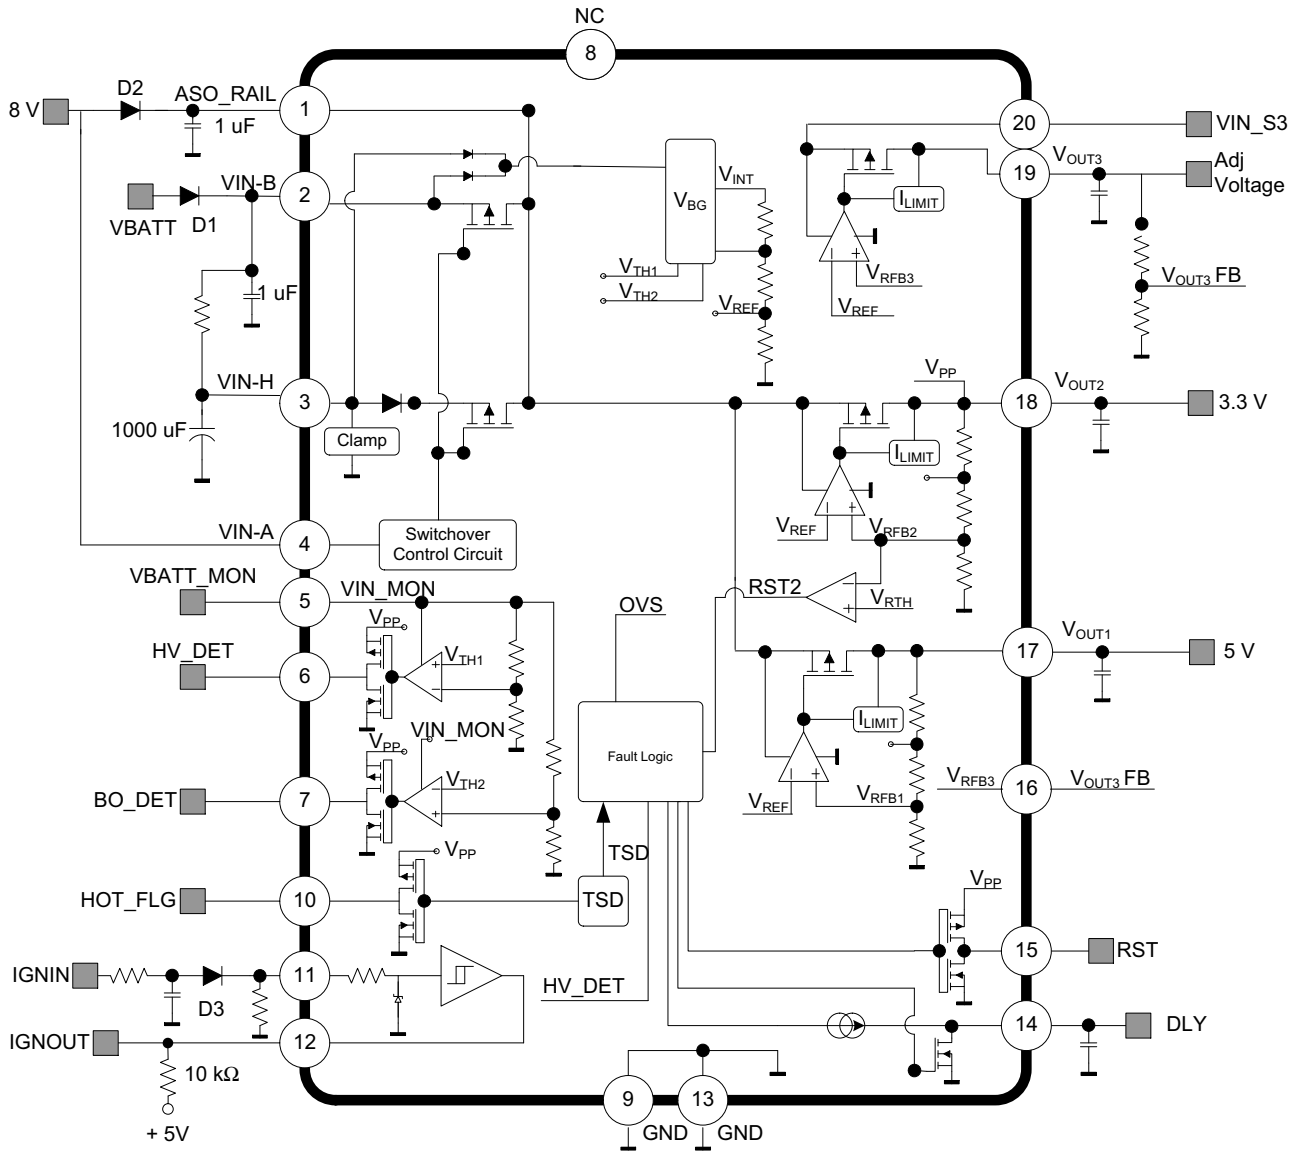 NC
8
8 V
D2
ASO_RAIL
1
1 uF
20
VIN_S3
VOUT3
19
Adj
Voltage
VBATT
D1
VIN-B
2
1 uF
VBG
VINT
VTH1
VTH2
VREF
ILIMIT
VRFB3
VREF
VOUT3 FB
VIN-H
3
1000 uF
Clamp
VPP
18
VOUT2
3.3 V
ILIMIT
VREF
VRFB2
VIN-A
4
Switchover
Control Circuit
RST2
VRTH
VBATT_MON
5
VIN_MON
VPP
VTH1
HV_DET
6
OVS
17
VOUT1
5 V
ILIMIT
VREF
VRFB1
VIN_MON
VPP
VTH2
BO_DET
7
Fault Logic
VRFB3
16
VOUT3 FB
TSD
VPP
HOT_FLG
10
TSD
VPP
15
RST
IGNIN
D3
11
HV_DET
IGNOUT
12
10 kΩ
+ 5V
14
DLY
9
GND
13
GND